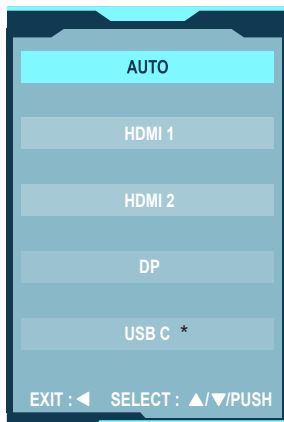 AUTO
HDMI 1
HDMI 2
DP
USB C *
EXIT : ◀ SELECT : ▲/▼/PUSH